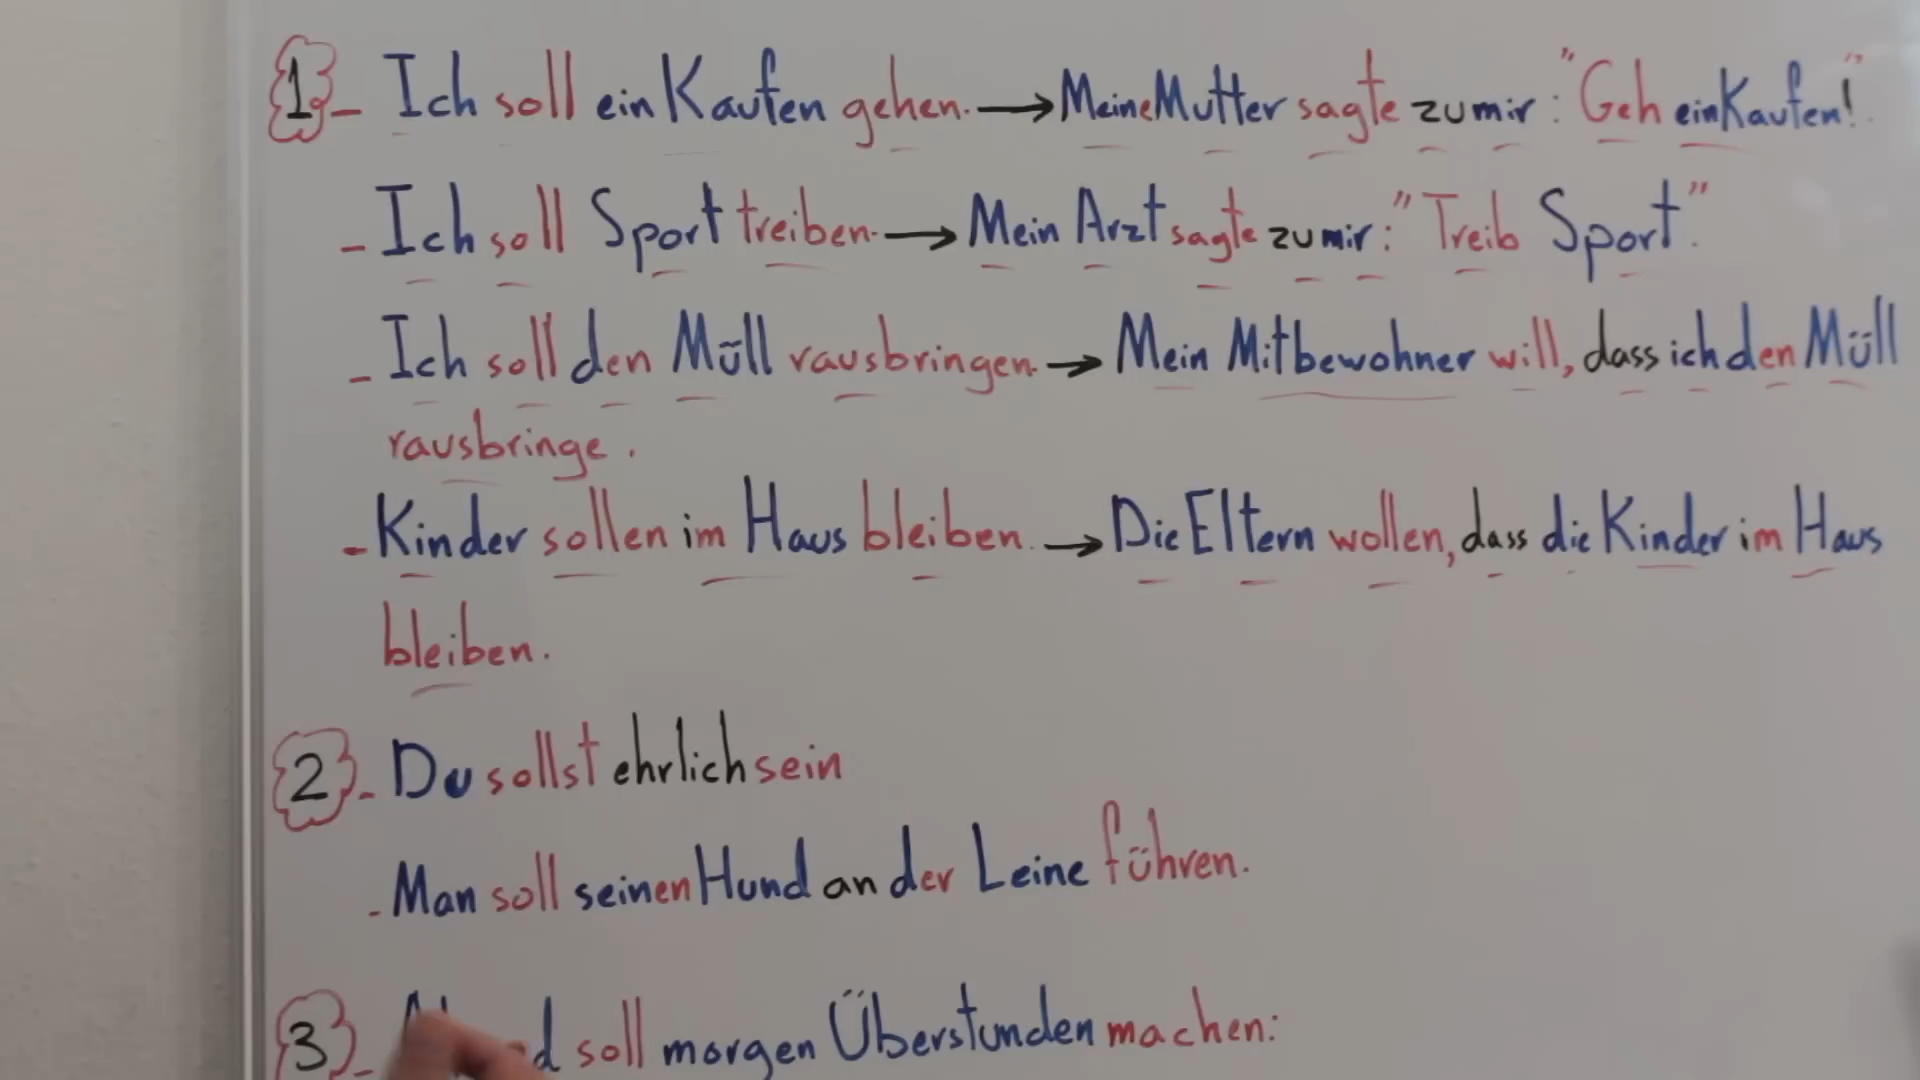 1 - Ich soll einKaufen gehen. → Meine Mutter sagte zu mir : "Geh einKaufen!"
- Ich soll Sport treiben. → Mein Arzt sagte zu mir : "Treib Sport".
- Ich soll den Müll rausbringen. → Mein Mitbewohner will, dass ich den Müll
rausbringe.
- Kinder sollen im Haus bleiben. → Die Eltern wollen, dass die Kinder im Haus
bleiben.
2 - Du sollst ehrlich sein
- Man soll seinen Hund an der Leine führen.
3 - soll morgen Überstunden machen: